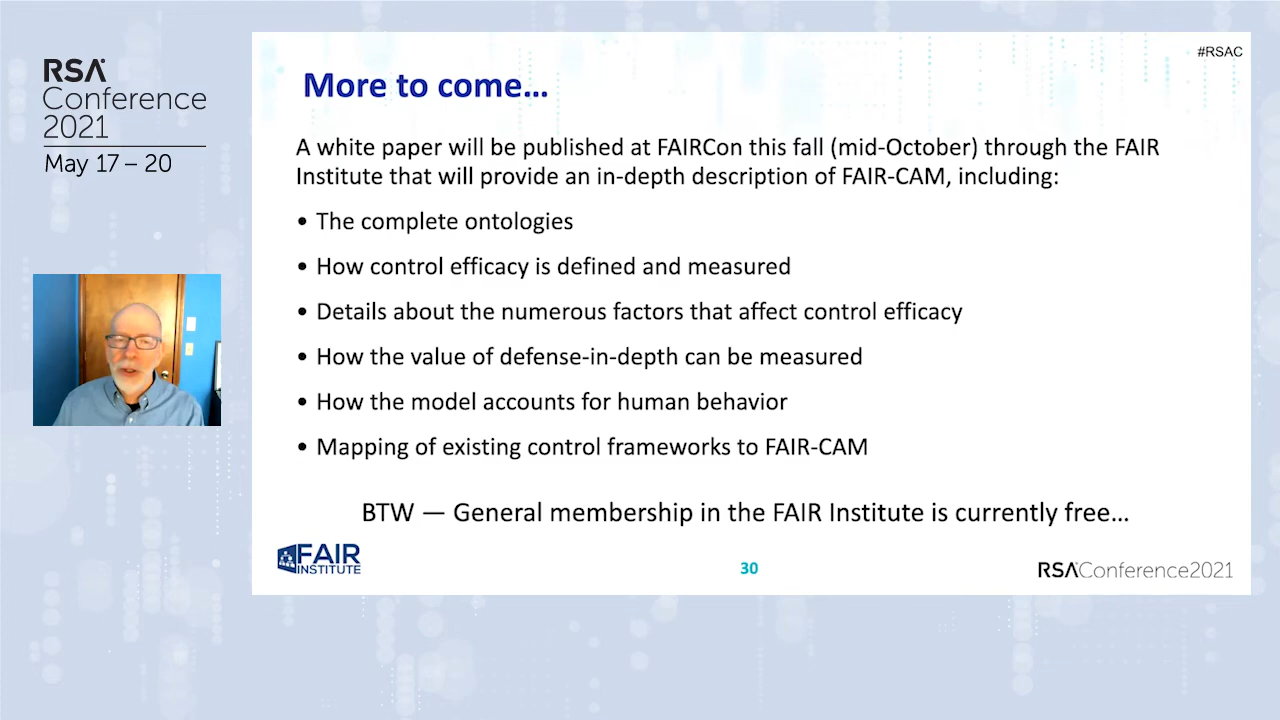 RSA
Conference
2021
May 17 – 20
#RSAC
More to come…
A white paper will be published at FAIRCon this fall (mid-October) through the FAIR
Institute that will provide an in-depth description of FAIR-CAM, including:
• The complete ontologies
• How control efficacy is defined and measured
• Details about the numerous factors that affect control efficacy
• How the value of defense-in-depth can be measured
• How the model accounts for human behavior
• Mapping of existing control frameworks to FAIR-CAM
BTW — General membership in the FAIR Institute is currently free…
FAIR
INSTITUTE
30
RSAConference2021